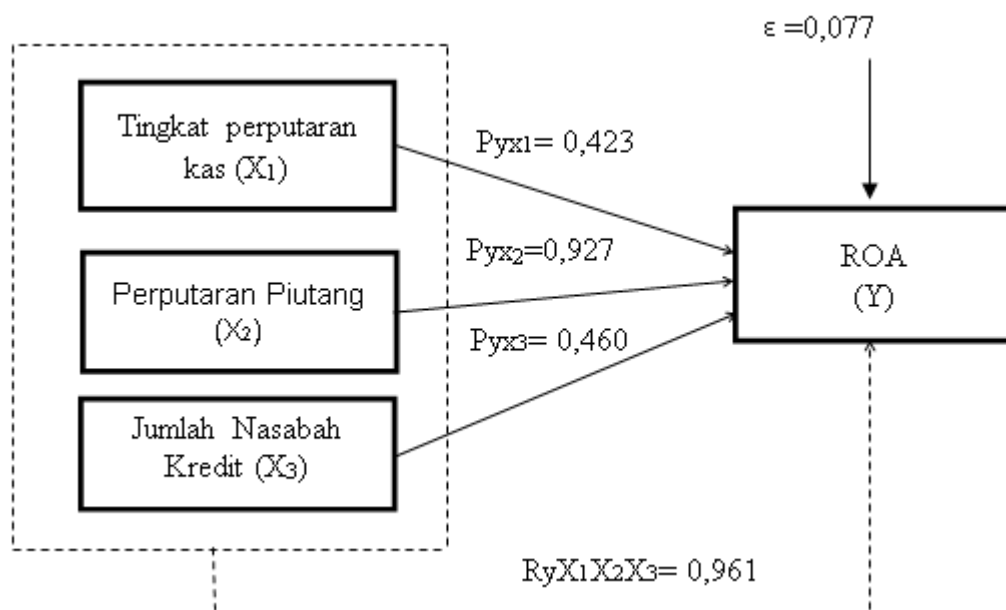 ε =0,077
Tingkat perputaran
kas (X₁)
Pyx₁= 0,423
Perputaran Piutang
(X₂)
Pyx₂=0,927
ROA
(Y)
Pyx₃= 0,460
Jumlah Nasabah
Kredit (X₃)
RyX₁X₂X₃= 0,961